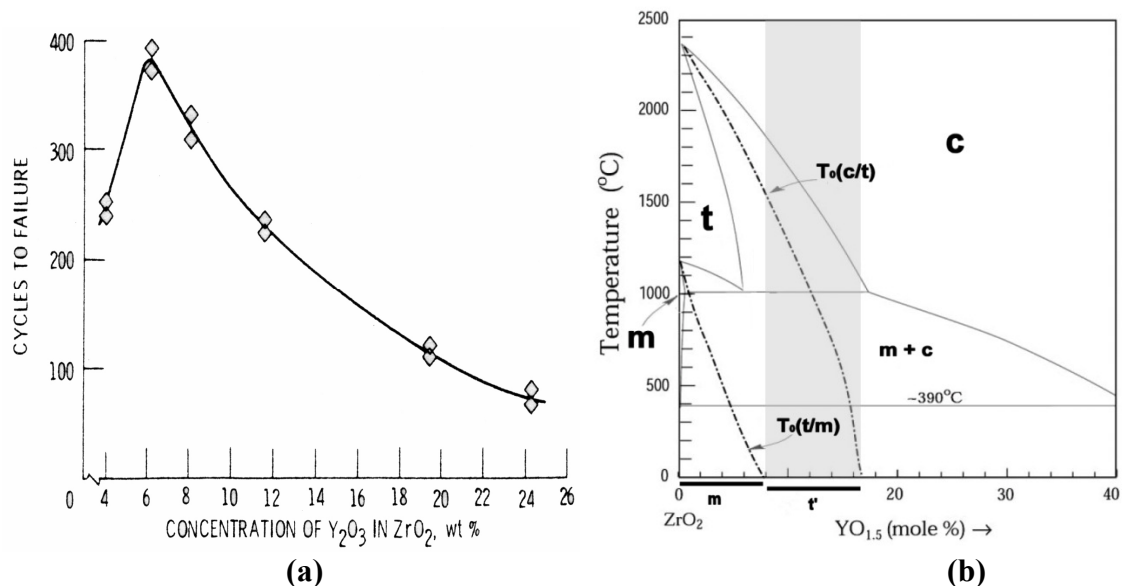 400
300
200
100
0
4
6
8
10
12
14
16
18
20
22
24
26
CYCLES TO FAILURE
CONCENTRATION OF Y₂O₃ IN ZrO₂, wt %
(a)
2500
2000
1500
1000
500
0
Temperature (°C)
c
T₀(c/t)
t
m
m + c
~390°C
T₀(t/m)
0
20
30
40
m
t'
ZrO₂
YO₁.₅ (mole %) →
(b)